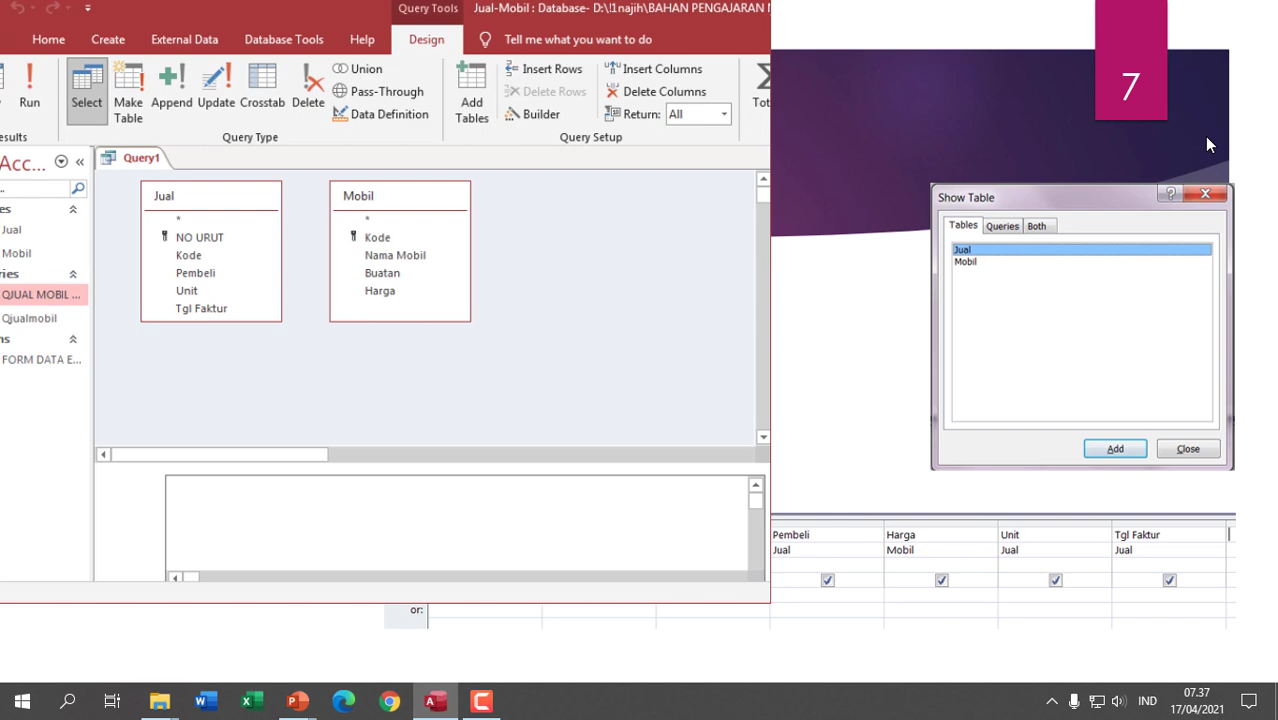 Query Tools
Jual-Mobil : Database- D:\!1najih\BAHAN PENGAJARAN
Home Create External Data Database Tools Help Design Tell me what you want to do
7
Run
Select
Make Table
Append
Update
Crosstab
Delete
Union
Pass-Through
Data Definition
Add Tables
Insert Rows
Delete Rows
Builder
Insert Columns
Delete Columns
Return: All
Query Type
Query Setup
Acc...
Query1
Jual
Mobil
QJUAL MOBIL ...
Qjualmobil
FORM DATA E...
Jual
*
NO URUT
Kode
Pembeli
Unit
Tgl Faktur
Mobil
*
Kode
Nama Mobil
Buatan
Harga
Show Table
Tables Queries Both
Jual
Mobil
Add Close
Pembeli Harga Unit Tgl Faktur
Jual Mobil Jual Jual
or:
IND
07.37
17/04/2021